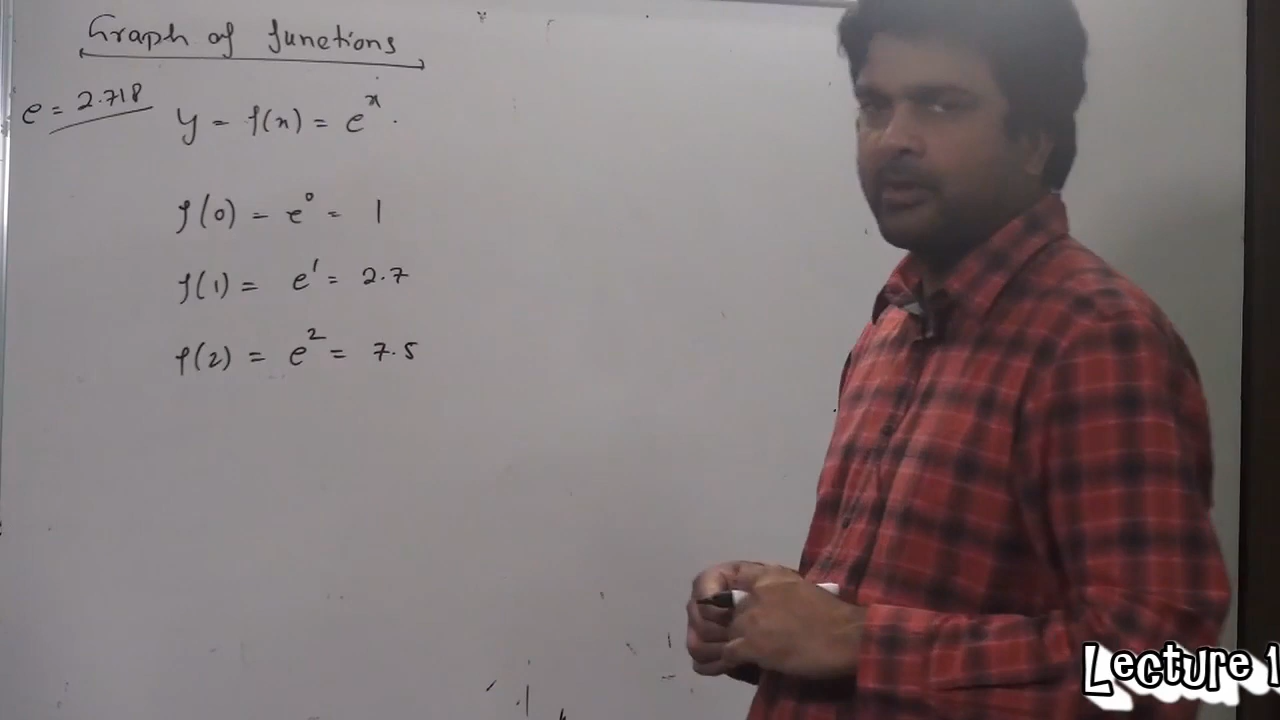 Graph of functions
e = 2.718
y = f(x) = e^x.
f(0) = e^0 = 1
f(1) = e^1 = 2.7
f(2) = e^2 = 7.5
Lecture 1